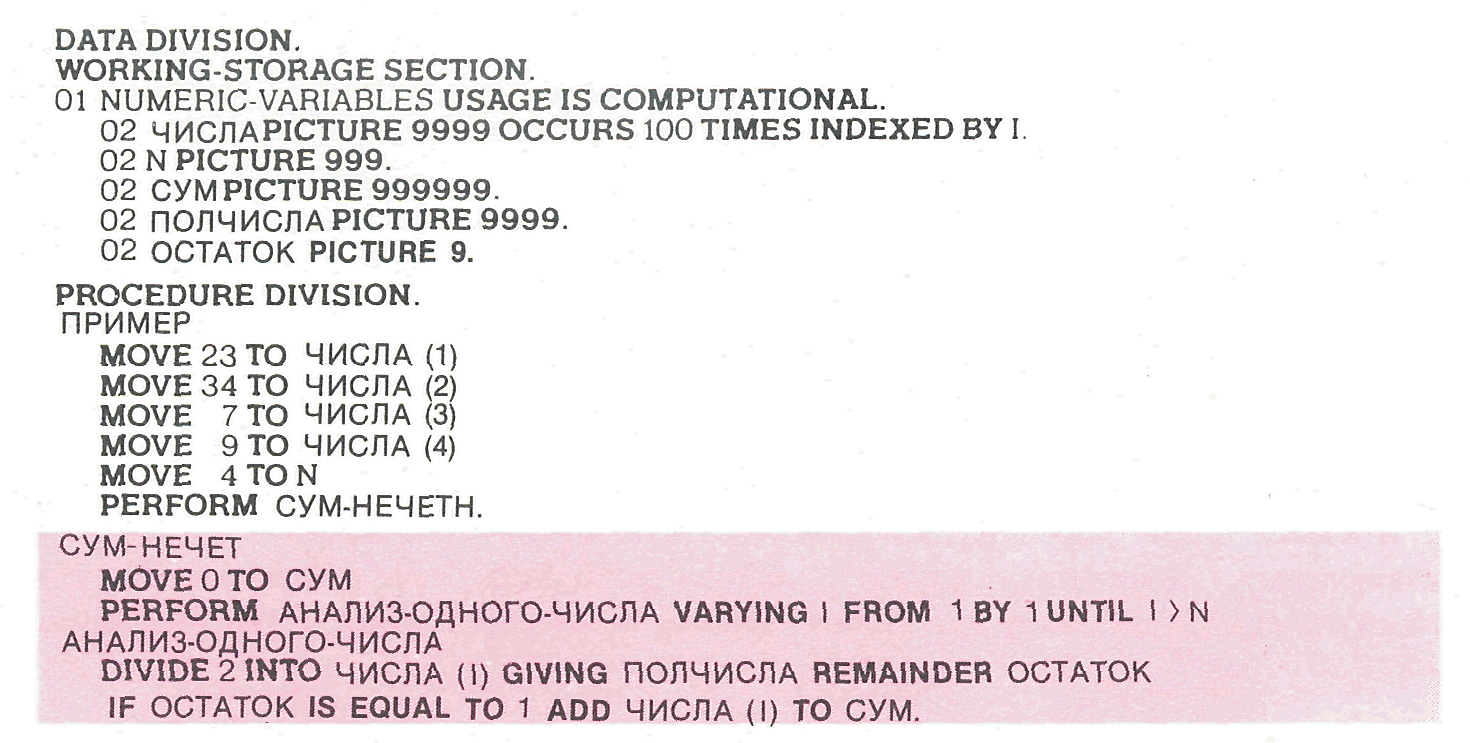 DATA DIVISION.
WORKING-STORAGE SECTION.
01 NUMERIC-VARIABLES USAGE IS COMPUTATIONAL.
02 ЧИСЛА PICTURE 9999 OCCURS 100 TIMES INDEXED BY I.
02 N PICTURE 999.
02 СУМ PICTURE 999999.
02 ПОЛЧИСЛА PICTURE 9999.
02 ОСТАТОК PICTURE 9.
PROCEDURE DIVISION.
ПРИМЕР
MOVE 23 TO ЧИСЛА (1)
MOVE 34 TO ЧИСЛА (2)
MOVE 7 TO ЧИСЛА (3)
MOVE 9 TO ЧИСЛА (4)
MOVE 4 TO N
PERFORM СУМ-НЕЧЕТН.
СУМ-НЕЧЕТ
MOVE 0 TO СУМ
PERFORM АНАЛИЗ-ОДНОГО-ЧИСЛА VARYING I FROM 1 BY 1 UNTIL I > N
АНАЛИЗ-ОДНОГО-ЧИСЛА
DIVIDE 2 INTO ЧИСЛА (I) GIVING ПОЛЧИСЛА REMAINDER ОСТАТОК
IF ОСТАТОК IS EQUAL TO 1 ADD ЧИСЛА (I) TO СУМ.